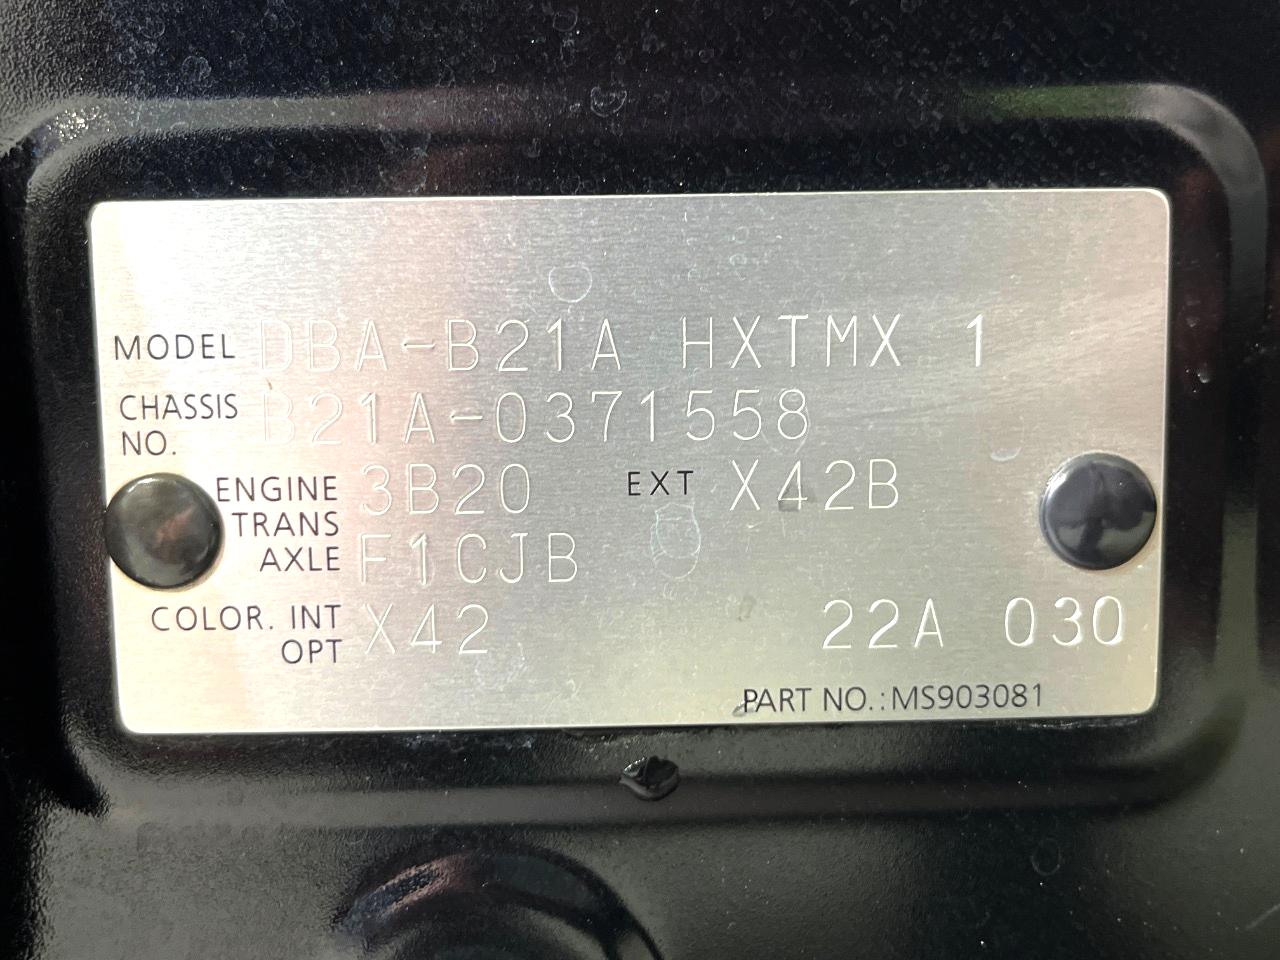 MODEL DBA-B21A HXTMX 1
CHASSIS NO. B21A-0371558
ENGINE 3B20 EXT X42B
TRANS AXLE F1CJB
COLOR. INT OPT X42 22A 030
PART NO.:MS903081